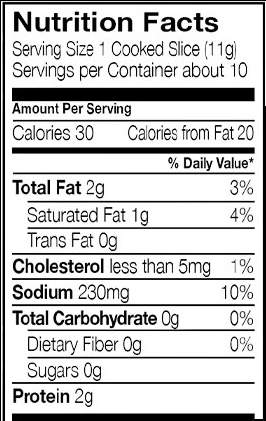 Nutrition Facts
Serving Size 1 Cooked Slice (11g)
Servings per Container about 10
Amount Per Serving
Calories 30 Calories from Fat 20
% Daily Value*
Total Fat 2g 3%
Saturated Fat 1g 4%
Trans Fat 0g
Cholesterol less than 5mg 1%
Sodium 230mg 10%
Total Carbohydrate 0g 0%
Dietary Fiber 0g 0%
Sugars 0g
Protein 2g